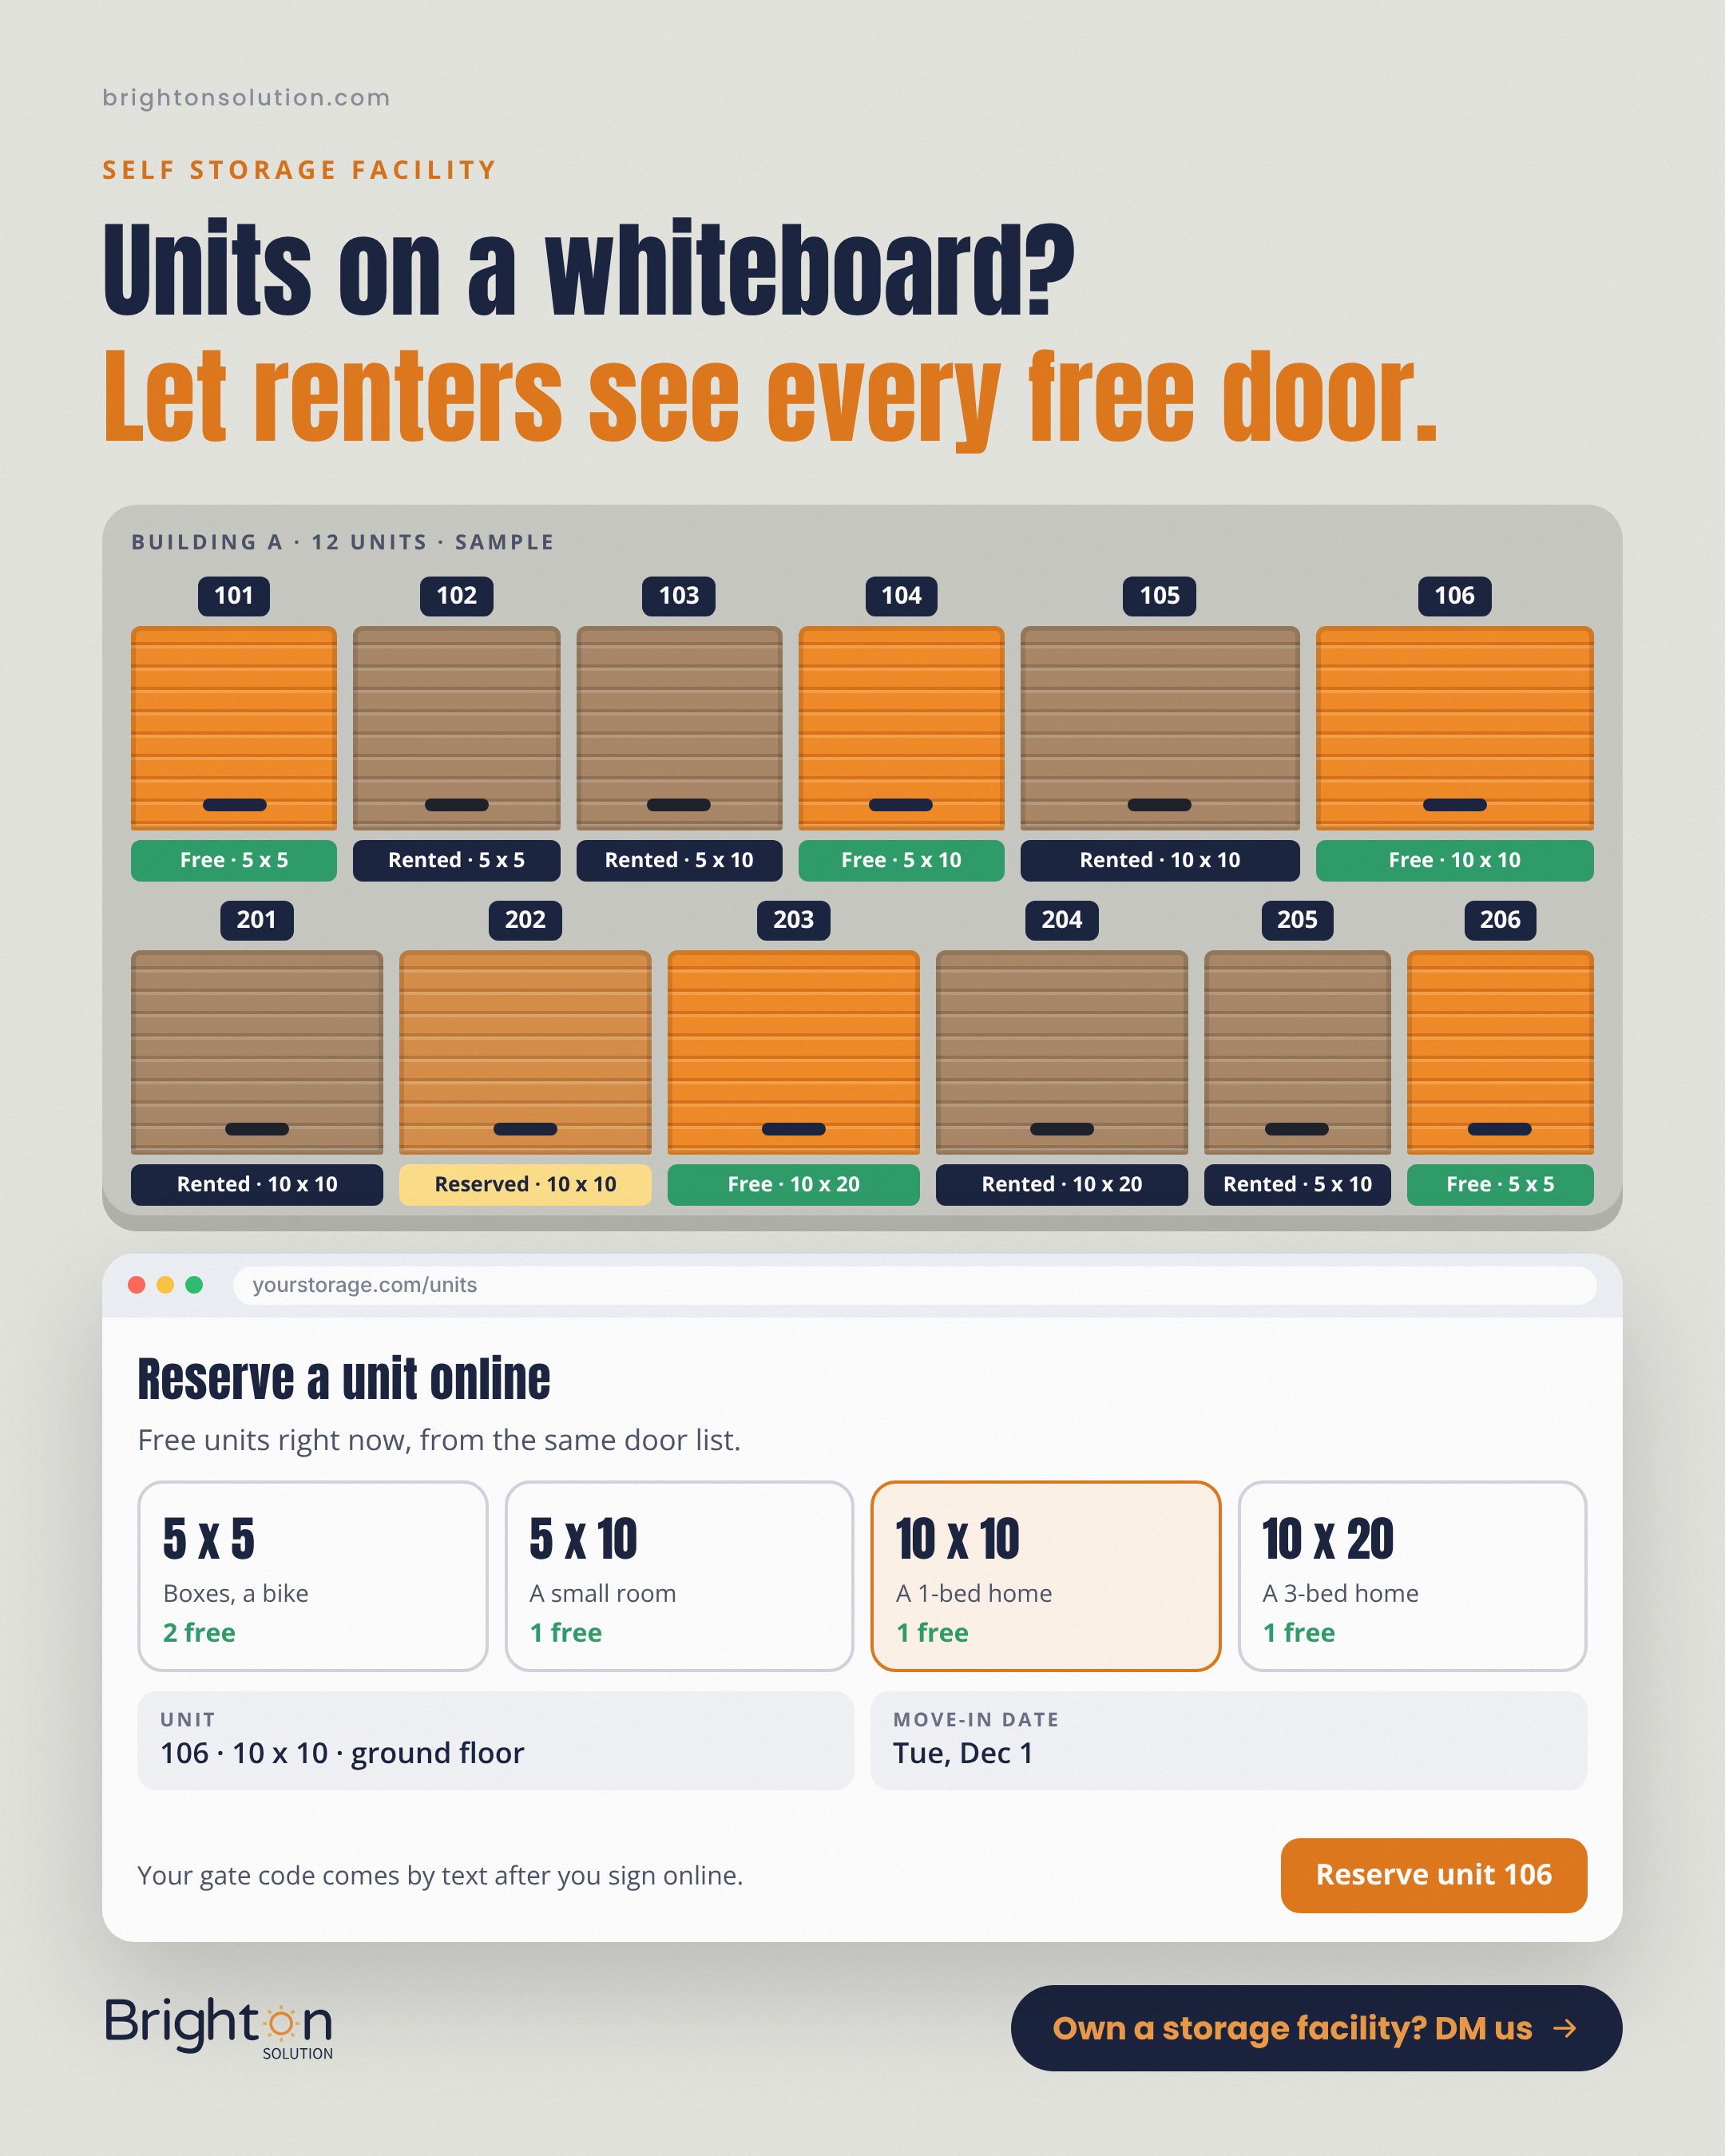 brightonsolution.com
SELF STORAGE FACILITY
Units on a whiteboard?
Let renters see every free door.
BUILDING A · 12 UNITS · SAMPLE
101 102 103 104 105 106
Free · 5 x 5 Rented · 5 x 5 Rented · 5 x 10 Free · 5 x 10 Rented · 10 x 10 Free · 10 x 10
201 202 203 204 205 206
Rented · 10 x 10 Reserved · 10 x 10 Free · 10 x 20 Rented · 10 x 20 Rented · 5 x 10 Free · 5 x 5
yourstorage.com/units
Reserve a unit online
Free units right now, from the same door list.
5 x 5 5 x 10 10 x 10 10 x 20
Boxes, a bike A small room A 1-bed home A 3-bed home
2 free 1 free 1 free 1 free
UNIT MOVE-IN DATE
106 · 10 x 10 · ground floor Tue, Dec 1
Your gate code comes by text after you sign online. Reserve unit 106
Brighton
SOLUTION
Own a storage facility? DM us →